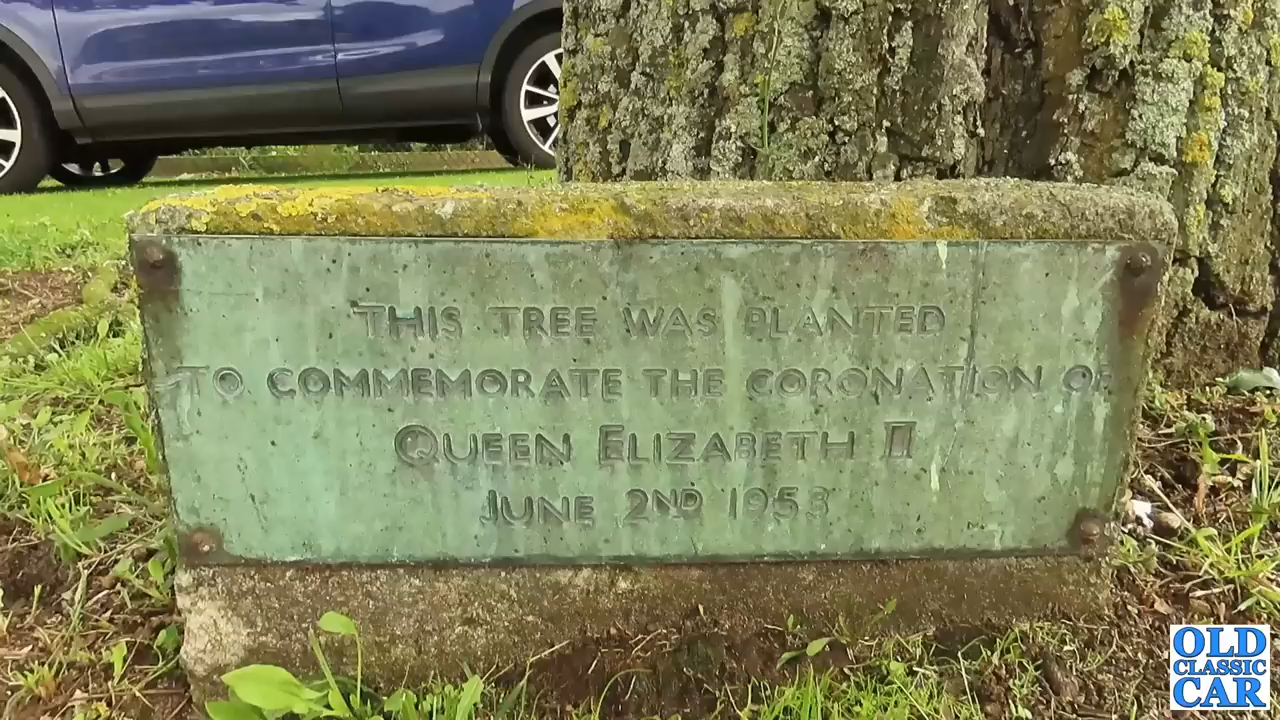 THIS TREE WAS PLANTED
TO COMMEMORATE THE CORONATION OF
QUEEN ELIZABETH II
JUNE 2ND 1953
OLD
CLASSIC
CAR